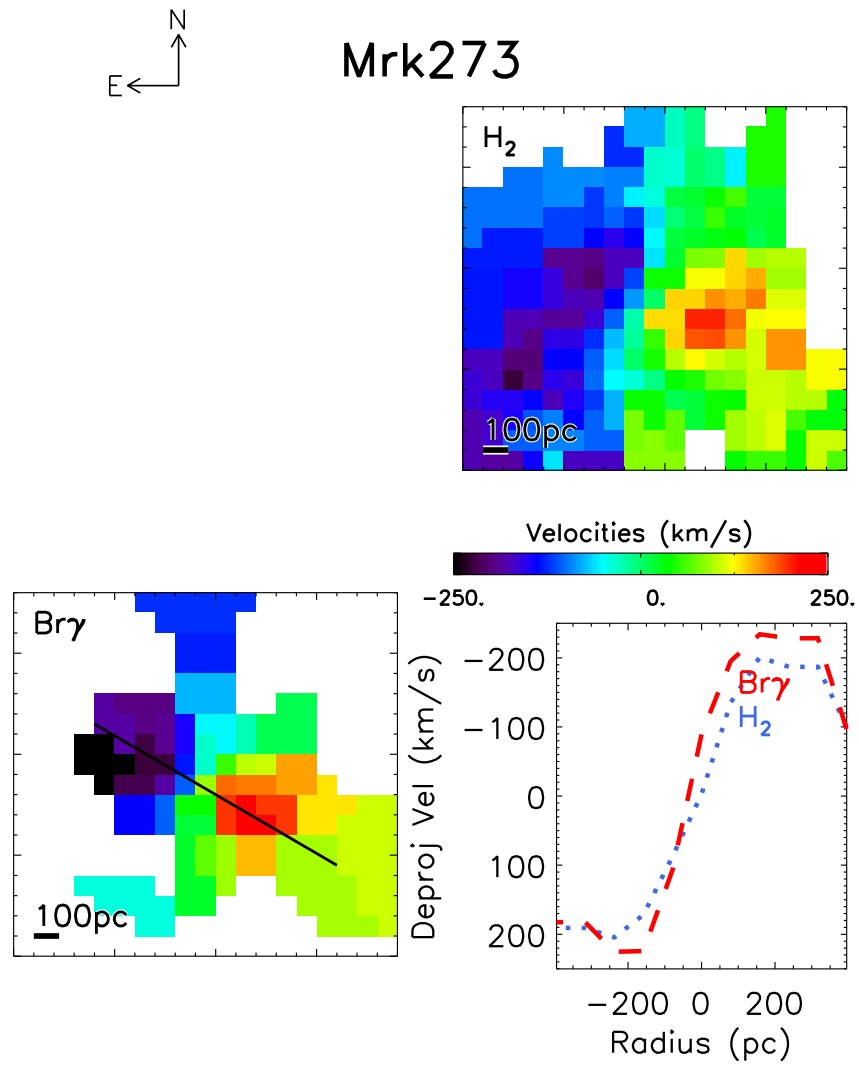 N
E
Mrk273
H₂
100pc
Velocities (km/s)
−250. 0. 250.
Brγ
100pc
Deproj Vel (km/s)
−200
−100
0
100
200
Brγ
H₂
−200 0 200
Radius (pc)